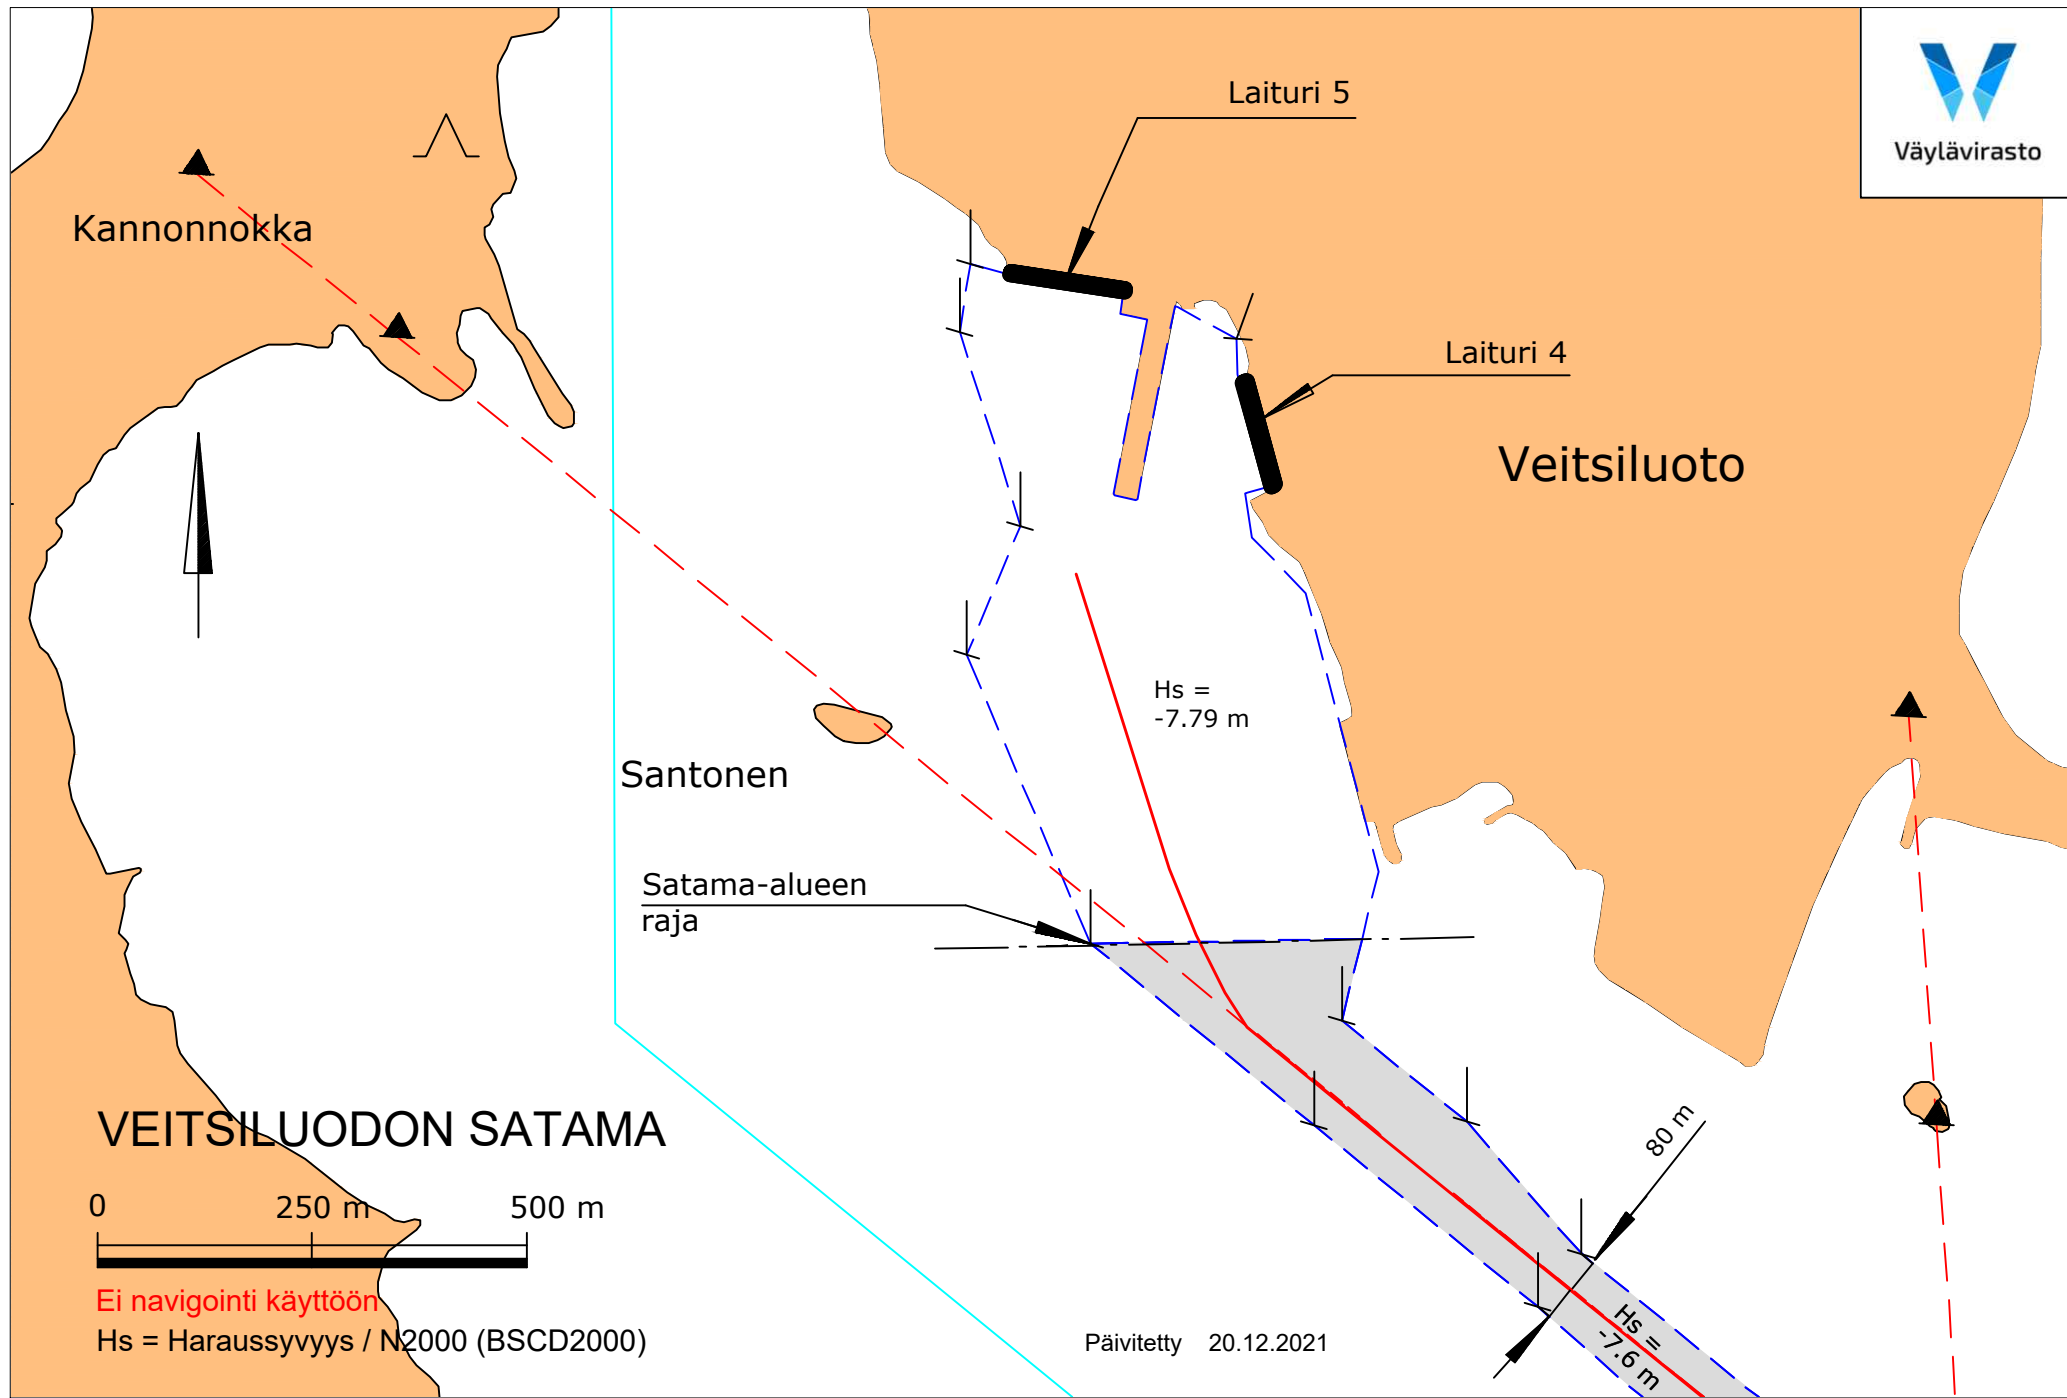 Laituri 5
Väylävirasto
Kannonnokka
Laituri 4
Veitsiluoto
Hs =
-7.79 m
Santonen
Satama-alueen
raja
VEITSILUODON SATAMA
80 m
0 250 m 500 m
Ei navigointi käyttöön
Hs = Haraussyvyys / N2000 (BSCD2000)
Päivitetty 20.12.2021
Hs =
-7.6 m